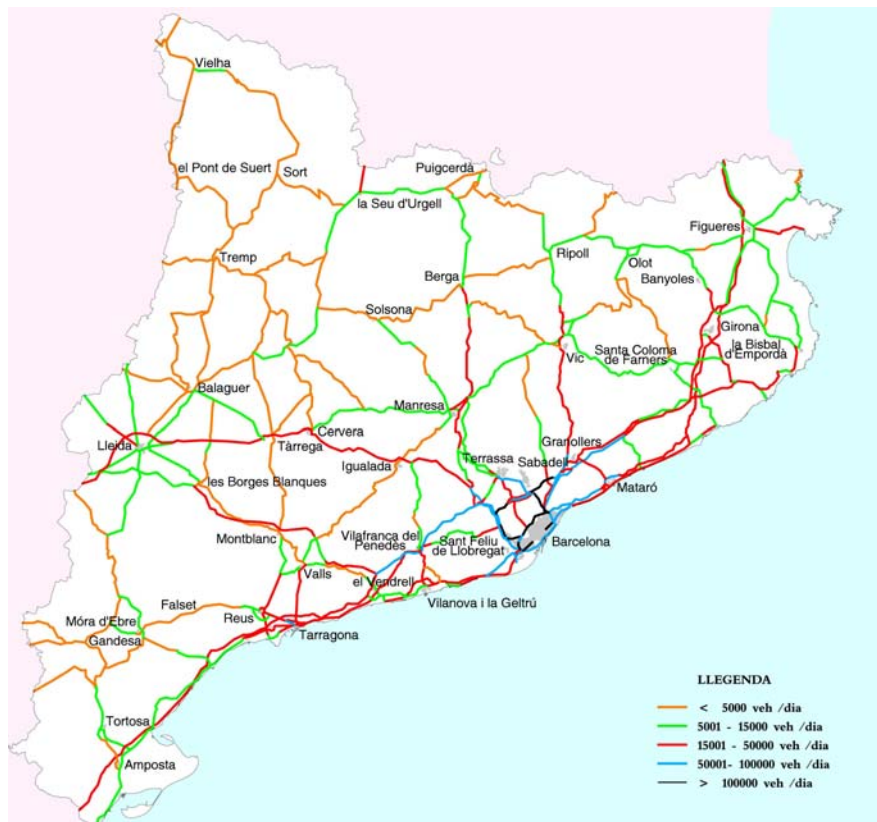 Vielha
el Pont de Suert
Sort
Puigcerdà
la Seu d'Urgell
Figueres
Ripoll
Olot
Banyoles
Tremp
Berga
Solsona
Girona
la Bisbal
d'Empordà
Santa Coloma
de Farners
Vic
Balaguer
Manresa
Cervera
Lleida
Tàrrega
Granollers
Terrassa
Sabadell
Igualada
les Borges Blanques
Mataró
Montblanc
Vilafranca del
Penedès
Sant Feliu
de Llobregat
Barcelona
Valls
el Vendrell
Vilanova i la Geltrú
Falset
Móra d'Ebre
Reus
Gandesa
Tarragona
Tortosa
Amposta
LLEGENDA
< 5000 veh /dia
5001 - 15000 veh /dia
15001 - 50000 veh /dia
50001- 100000 veh /dia
> 100000 veh /dia